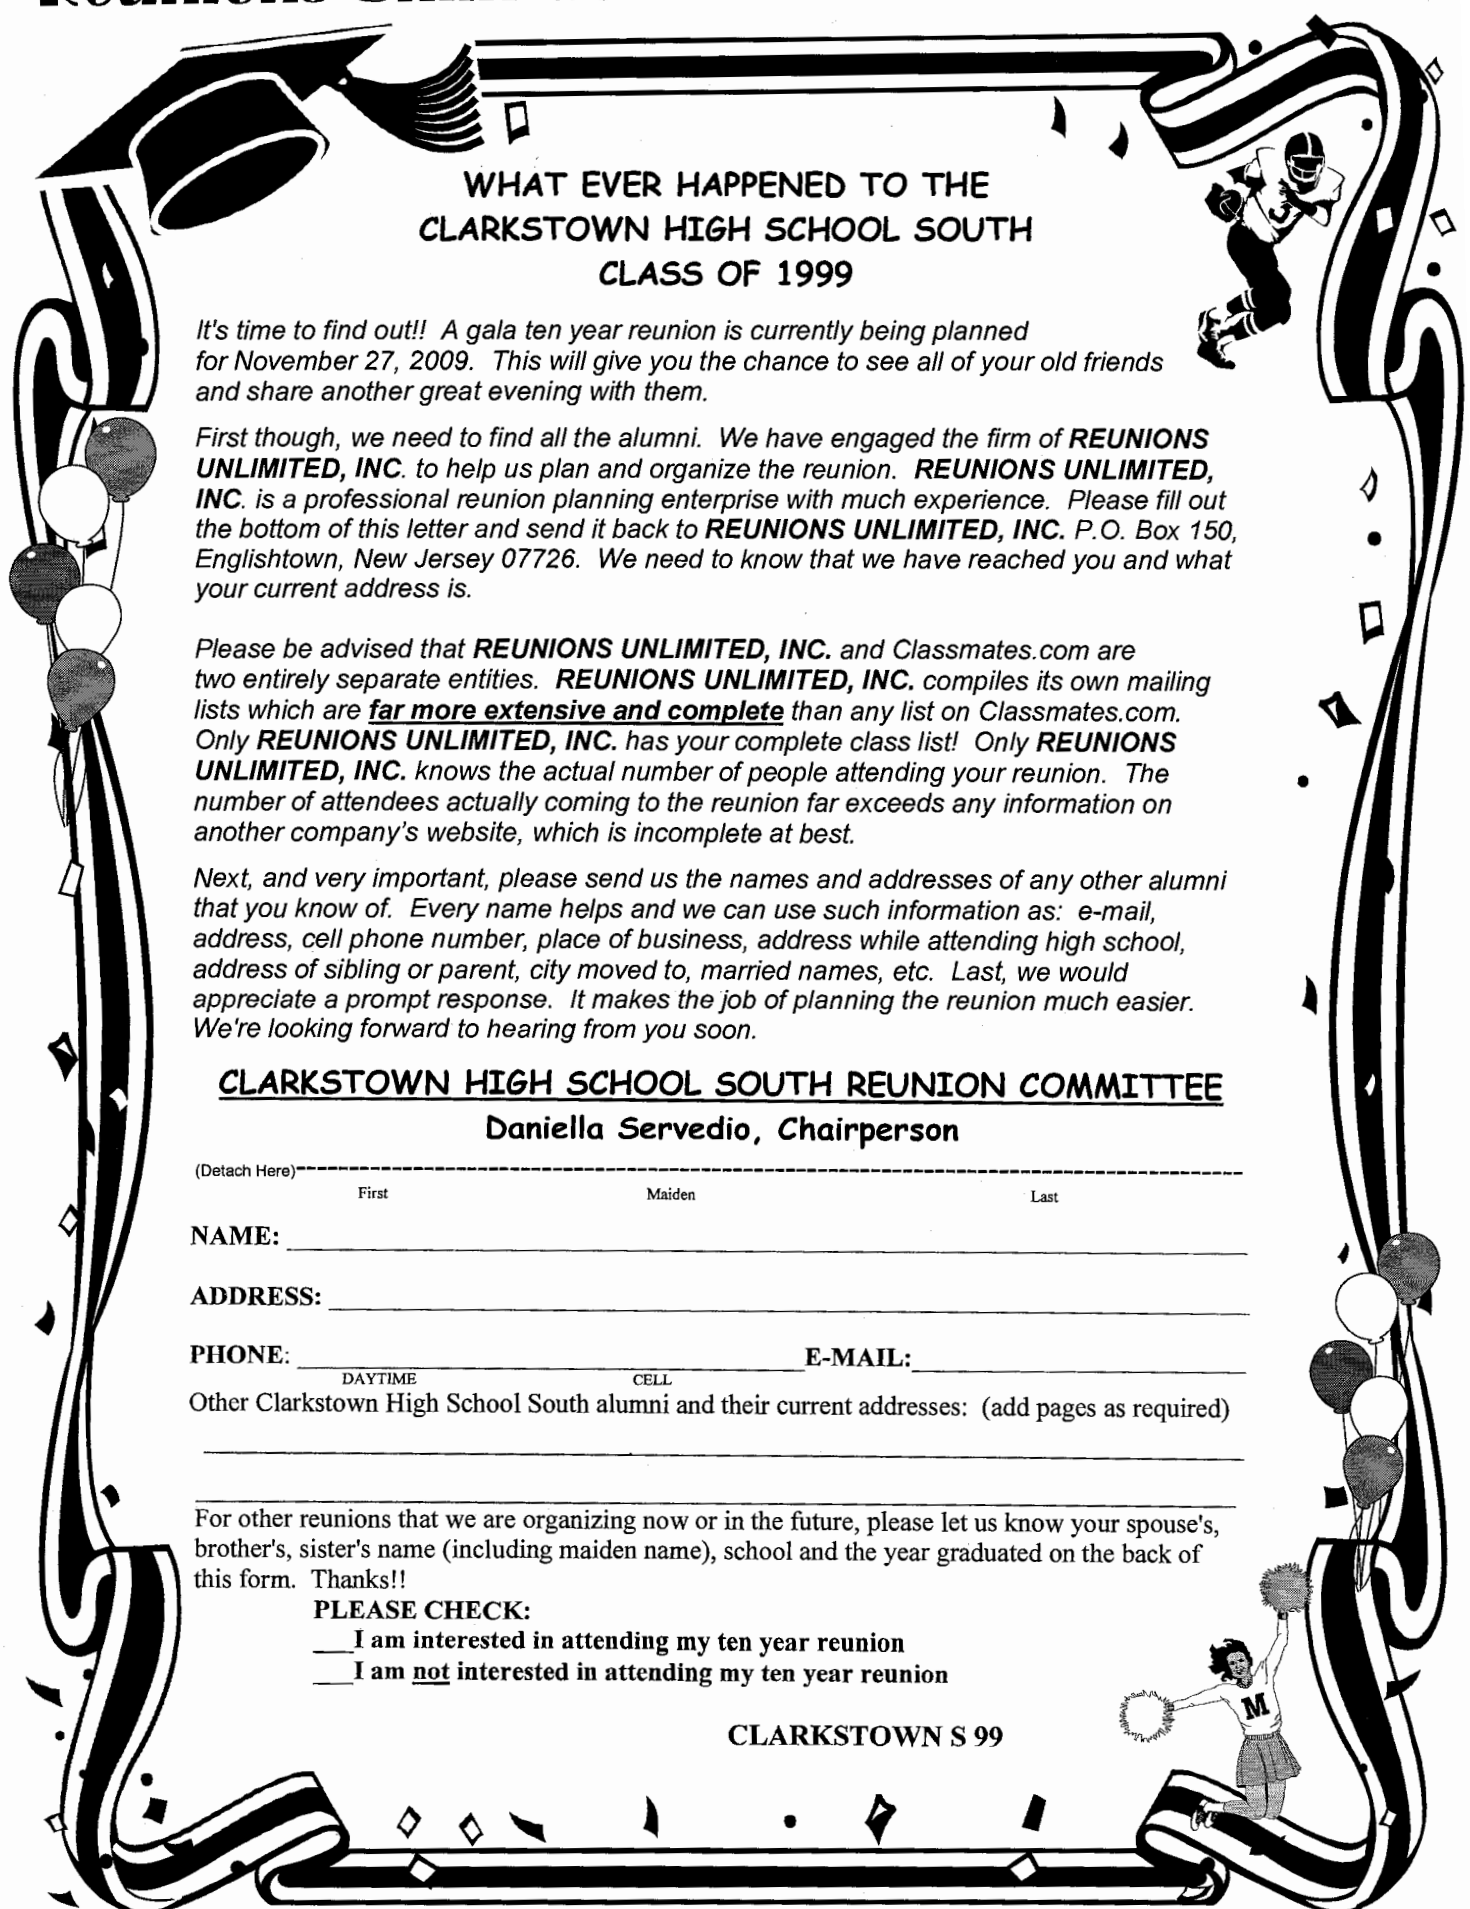 WHAT EVER HAPPENED TO THE
CLARKSTOWN HIGH SCHOOL SOUTH
CLASS OF 1999
It's time to find out!! A gala ten year reunion is currently being planned
for November 27, 2009. This will give you the chance to see all of your old friends
and share another great evening with them.
First though, we need to find all the alumni. We have engaged the firm of REUNIONS
UNLIMITED, INC. to help us plan and organize the reunion. REUNIONS UNLIMITED,
INC. is a professional reunion planning enterprise with much experience. Please fill out
the bottom of this letter and send it back to REUNIONS UNLIMITED, INC. P.O. Box 150,
Englishtown, New Jersey 07726. We need to know that we have reached you and what
your current address is.
Please be advised that REUNIONS UNLIMITED, INC. and Classmates.com are
two entirely separate entities. REUNIONS UNLIMITED, INC. compiles its own mailing
lists which are far more extensive and complete than any list on Classmates.com.
Only REUNIONS UNLIMITED, INC. has your complete class list! Only REUNIONS
UNLIMITED, INC. knows the actual number of people attending your reunion. The
number of attendees actually coming to the reunion far exceeds any information on
another company's website, which is incomplete at best.
Next, and very important, please send us the names and addresses of any other alumni
that you know of. Every name helps and we can use such information as: e-mail,
address, cell phone number, place of business, address while attending high school,
address of sibling or parent, city moved to, married names, etc. Last, we would
appreciate a prompt response. It makes the job of planning the reunion much easier.
We're looking forward to hearing from you soon.
CLARKSTOWN HIGH SCHOOL SOUTH REUNION COMMITTEE
Daniella Servedio, Chairperson
(Detach Here)
First Maiden Last
NAME:
ADDRESS:
PHONE: E-MAIL:
DAYTIME CELL
Other Clarkstown High School South alumni and their current addresses: (add pages as required)
For other reunions that we are organizing now or in the future, please let us know your spouse's,
brother's, sister's name (including maiden name), school and the year graduated on the back of
this form. Thanks!!
PLEASE CHECK:
___I am interested in attending my ten year reunion
___I am not interested in attending my ten year reunion
M
CLARKSTOWN S 99